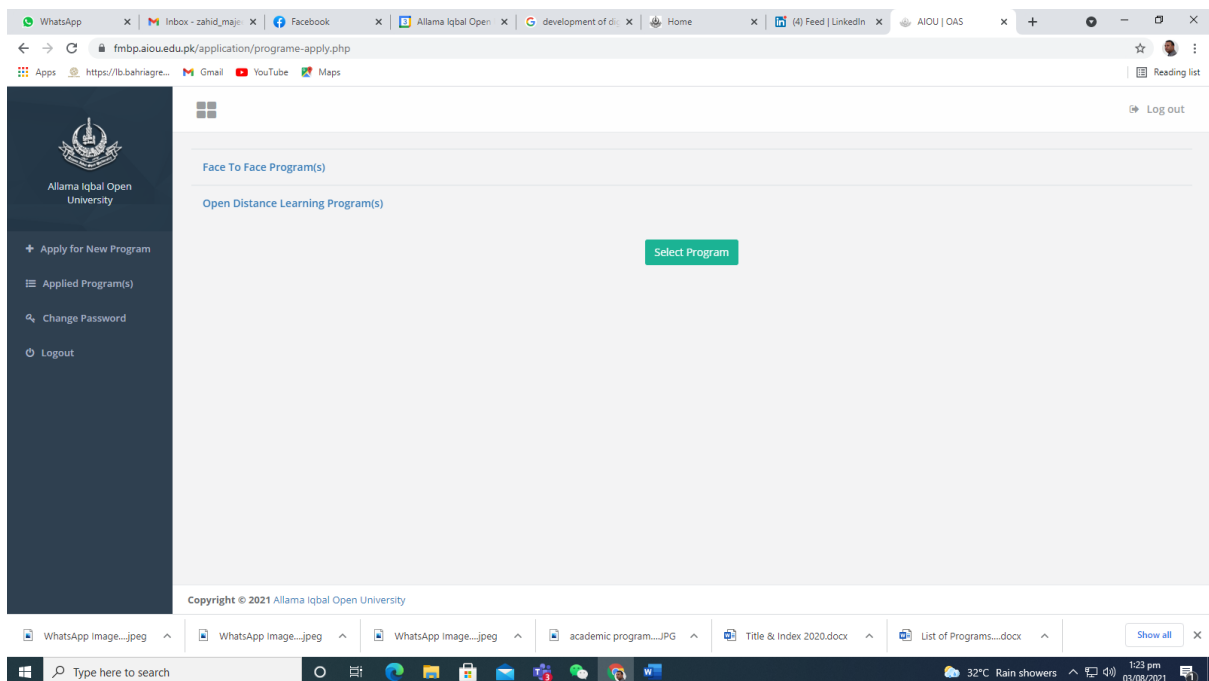 WhatsApp
Inbox - zahid_maje
Facebook
3
Allama Iqbal Open
development of di
Home
(4) Feed | LinkedIn
AIOU | OAS
fmbp.aiou.edu.pk/application/programe-apply.php
Apps
https://lb.bahriagre...
Gmail
YouTube
Maps
Reading list
Log out
Allama Iqbal Open
University
Apply for New Program
Applied Program(s)
Change Password
Logout
Face To Face Program(s)
Open Distance Learning Program(s)
Select Program
Copyright © 2021 Allama Iqbal Open University
WhatsApp Image....jpeg
WhatsApp Image....jpeg
WhatsApp Image....jpeg
academic program....JPG
Title & Index 2020.docx
List of Programs....docx
Show all
Type here to search
32°C Rain showers
1:23 pm
03/08/2021